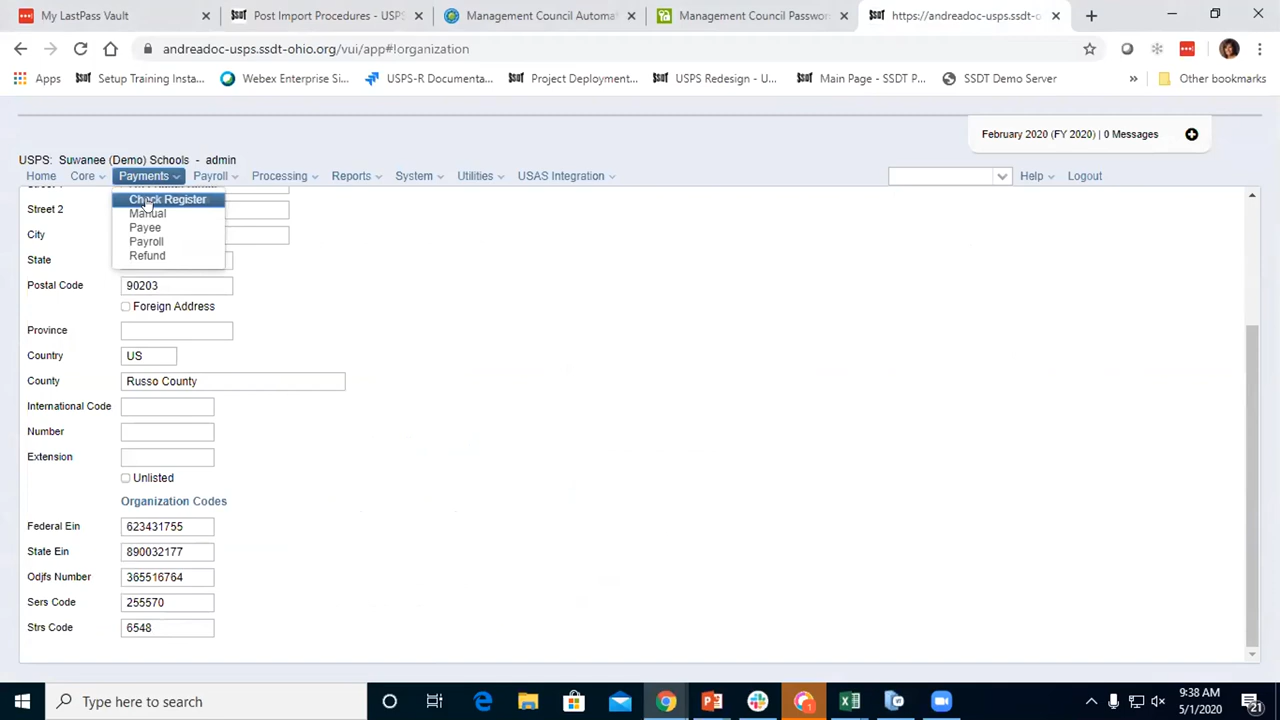 My LastPass Vault
Post Import Procedures - USPS
Management Council Automa
Management Council Passwor
https://andreadoc-usps.ssdt-o
andreadoc-usps.ssdt-ohio.org/vui/app#!organization
Apps
Setup Training Insta...
Webex Enterprise Si...
USPS-R Documenta...
Project Deployment...
USPS Redesign - U...
Main Page - SSDT P...
SSDT Demo Server
»
Other bookmarks
February 2020 (FY 2020) | 0 Messages
USPS: Suwanee (Demo) Schools - admin
Home Core Payments Payroll Processing Reports System Utilities USAS Integration Help Logout
Check Register
Manual
Payee
Payroll
Refund
Street 2
City
State
Postal Code 90203
Foreign Address
Province
Country US
County Russo County
International Code
Number
Extension
Unlisted
Organization Codes
Federal Ein 623431755
State Ein 890032177
Odjfs Number 365516764
Sers Code 255570
Strs Code 6548
Type here to search
9:38 AM
5/1/2020
21